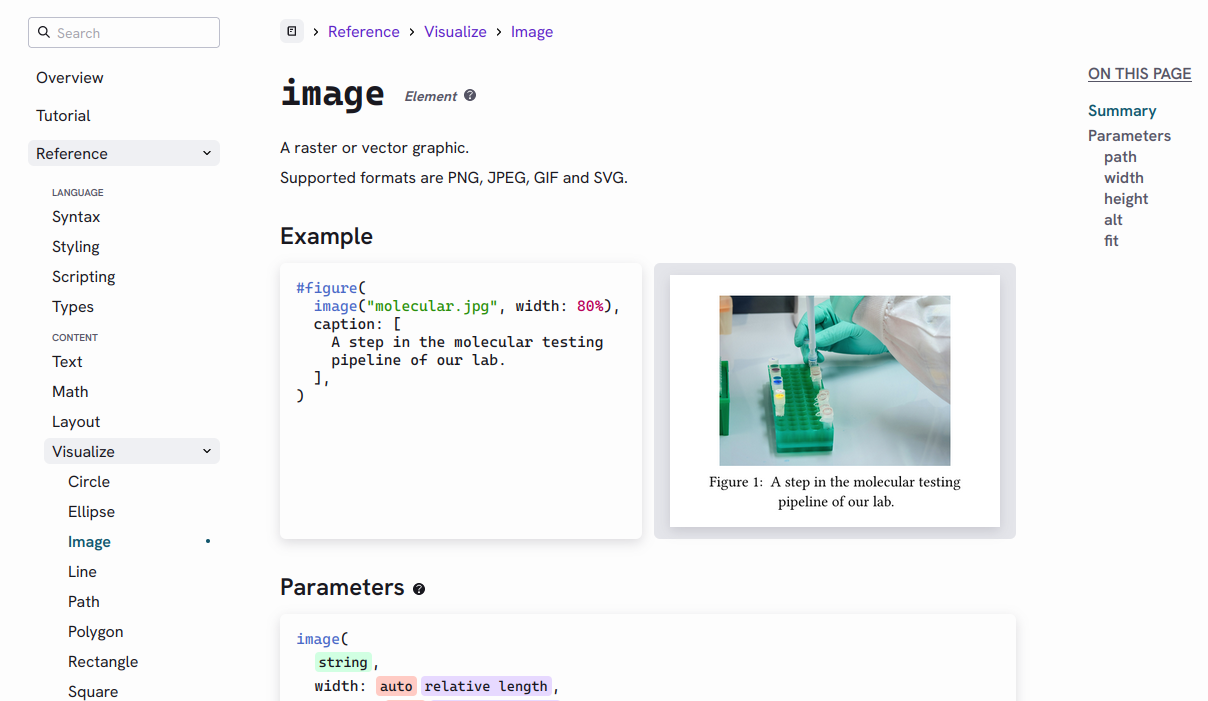 Search
Overview
Tutorial
Reference
LANGUAGE
Syntax
Styling
Scripting
Types
CONTENT
Text
Math
Layout
Visualize
Circle
Ellipse
Image
Line
Path
Polygon
Rectangle
Square
› Reference › Visualize › Image
image Element
A raster or vector graphic.
Supported formats are PNG, JPEG, GIF and SVG.
Example
#figure(
image("molecular.jpg", width: 80%),
caption: [
A step in the molecular testing
pipeline of our lab.
],
)
Figure 1: A step in the molecular testing
pipeline of our lab.
Parameters
image(
string,
width: auto relative length,
ON THIS PAGE
Summary
Parameters
path
width
height
alt
fit